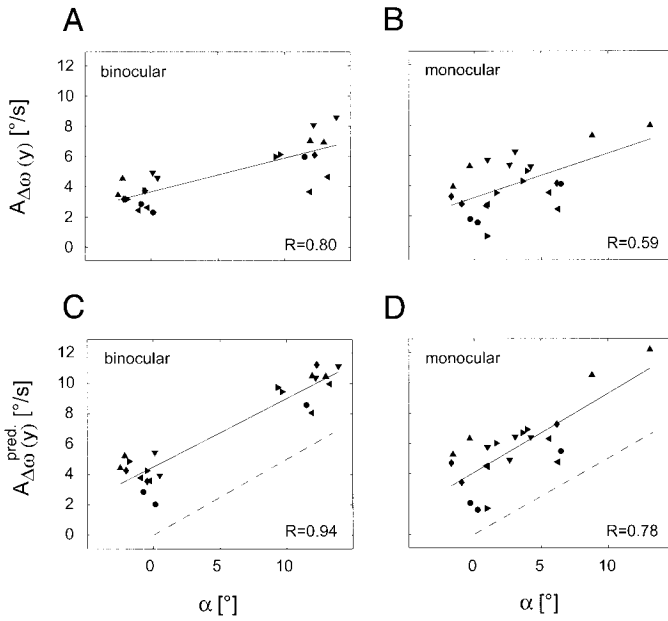 A
B
A Δω (y) [°/s]
12
10
8
6
4
2
0
binocular
R=0.80
monocular
R=0.59
C
D
A pred. Δω (y) [°/s]
12
10
8
6
4
2
0
binocular
R=0.94
monocular
R=0.78
0
5
10
0
5
10
α [°]
α [°]